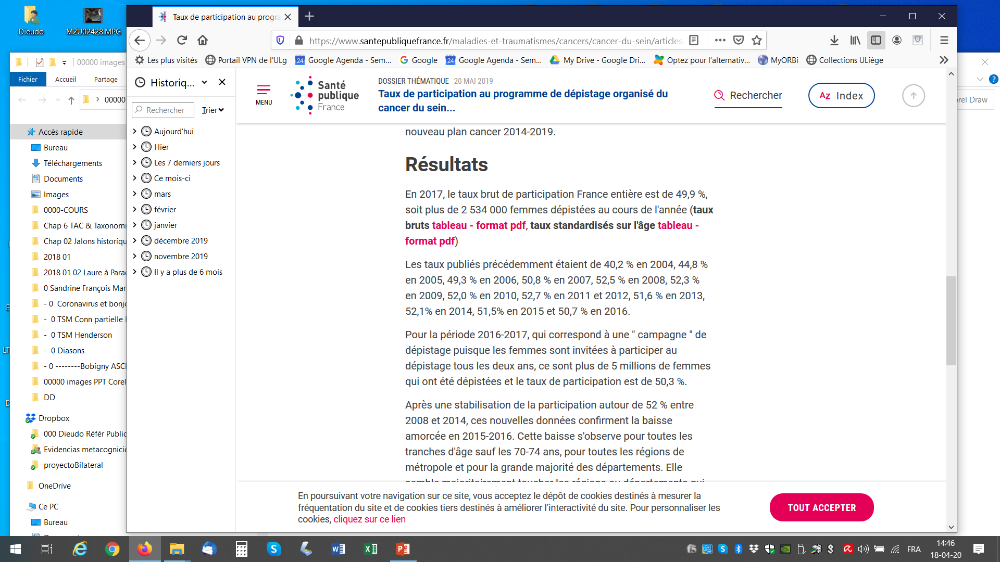 Dieudo
M2U02428.MPG
00000 images
Fichier
Accueil
Partage
00000
Accès rapide
Bureau
Téléchargements
Documents
Images
0000-COURS
Chap 6 TAC & Taxonomi
Chap 02 Jalons historiqu
2018 01
2018 01 02 Laure à Para
0 Sandrine François Mar
- 0 Coronavirus et bonjo
- 0 TSM Conn partielle
- 0 TSM Henderson
- 0 Diasons
- 0 --------Bobigny ASC
00000 images PPT Corel
DD
Dropbox
000 Dieudo Référ Public
Evidencias metacognici
proyectoBilateral
OneDrive
Ce PC
Bureau
Taux de participation au progra
https://www.santepubliquefrance.fr/maladies-et-traumatismes/cancers/cancer-du-sein/articles/
Les plus visités
Portail VPN de l'ULg
Google Agenda - Sem...
Google
Google Agenda - Sem...
My Drive - Google Dri...
Optez pour l'alternativ...
MyORBi
Collections ULiège
Historiq...
Rechercher
Trier
Aujourd'hui
Hier
Les 7 derniers jours
Ce mois-ci
mars
février
janvier
décembre 2019
novembre 2019
Il y a plus de 6 mois
MENU
Santé
publique
France
DOSSIER THÉMATIQUE 20 MAI 2019
Taux de participation au programme de dépistage organisé du
cancer du sein...
Rechercher
AZ Index
rel Draw
nouveau plan cancer 2014-2019.
Résultats
En 2017, le taux brut de participation France entière est de 49,9 %,
soit plus de 2 534 000 femmes dépistées au cours de l'année (taux
bruts tableau - format pdf, taux standardisés sur l'âge tableau -
format pdf)
Les taux publiés précédemment étaient de 40,2 % en 2004, 44,8 %
en 2005, 49,3 % en 2006, 50,8 % en 2007, 52,5 % en 2008, 52,3 %
en 2009, 52,0 % en 2010, 52,7 % en 2011 et 2012, 51,6 % en 2013,
52,1% en 2014, 51,5% en 2015 et 50,7 % en 2016.
Pour la période 2016-2017, qui correspond à une " campagne " de
dépistage puisque les femmes sont invitées à participer au
dépistage tous les deux ans, ce sont plus de 5 millions de femmes
qui ont été dépistées et le taux de participation est de 50,3 %.
Après une stabilisation de la participation autour de 52 % entre
2008 et 2014, ces nouvelles données confirment la baisse
amorcée en 2015-2016. Cette baisse s'observe pour toutes les
tranches d'âge sauf les 70-74 ans, pour toutes les régions de
métropole et pour la grande majorité des départements. Elle
semble majoritairement toucher les régions ou départements qui
En poursuivant votre navigation sur ce site, vous acceptez le dépôt de cookies destinés à mesurer la
fréquentation du site et de cookies tiers destinés à améliorer l'interactivité du site. Pour personnaliser les
cookies, cliquez sur ce lien
TOUT ACCEPTER
FRA
14:46
18-04-20